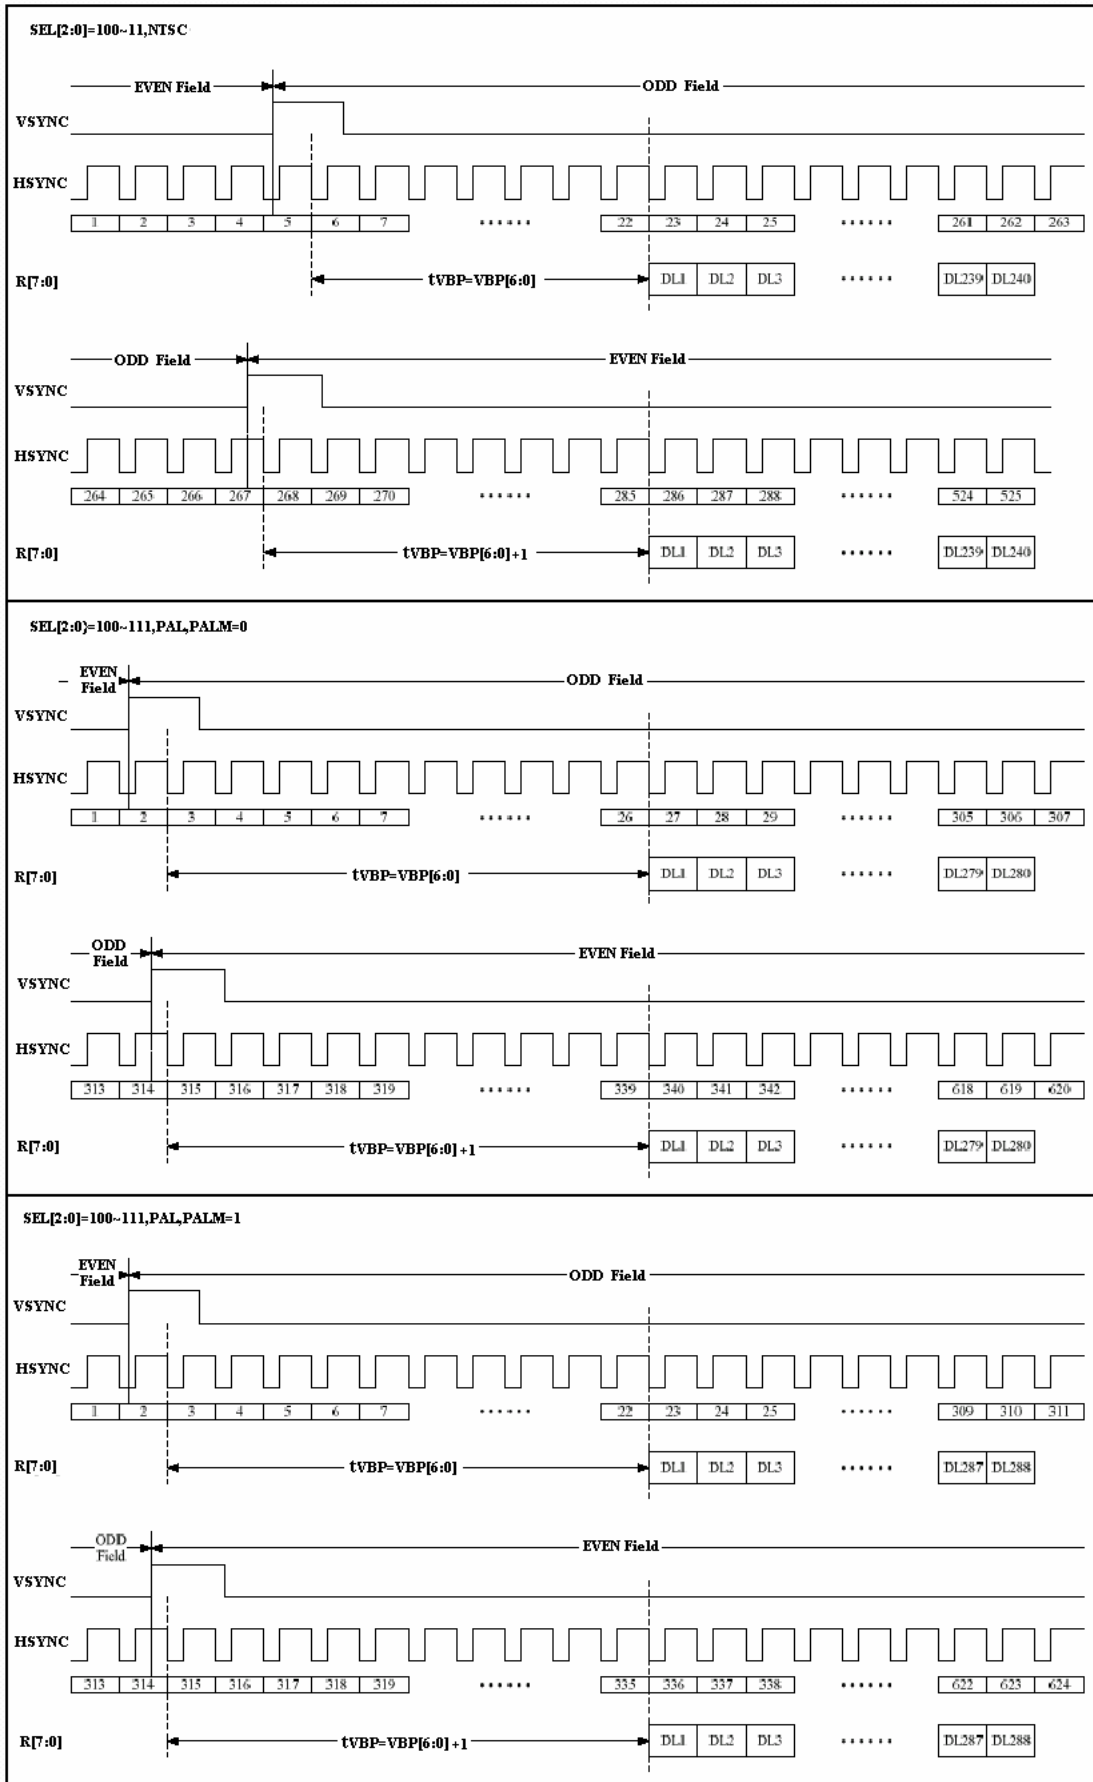 SEL[2:0]=100~11,NTSC
EVEN Field ODD Field
VSYNC
HSYNC
1 2 3 4 5 6 7 ...... 22 23 24 25 ...... 261 262 263
R[7:0] tVBP=VBP[6:0] DL1 DL2 DL3 ...... DL239 DL240
ODD Field EVEN Field
VSYNC
HSYNC
264 265 266 267 268 269 270 ...... 285 286 287 288 ...... 524 525
R[7:0] tVBP=VBP[6:0]+1 DL1 DL2 DL3 ...... DL239 DL240
SEL[2:0]=100~111,PAL,PALM=0
EVEN
Field ODD Field
VSYNC
HSYNC
1 2 3 4 5 6 7 ...... 26 27 28 29 ...... 305 306 307
R[7:0] tVBP=VBP[6:0] DL1 DL2 DL3 ...... DL279 DL280
ODD
Field EVEN Field
VSYNC
HSYNC
313 314 315 316 317 318 319 ...... 339 340 341 342 ...... 618 619 620
R[7:0] tVBP=VBP[6:0]+1 DL1 DL2 DL3 ...... DL279 DL280
SEL[2:0]=100~111,PAL,PALM=1
EVEN
Field ODD Field
VSYNC
HSYNC
1 2 3 4 5 6 7 ...... 22 23 24 25 ...... 309 310 311
R[7:0] tVBP=VBP[6:0] DL1 DL2 DL3 ...... DL287 DL288
ODD
Field EVEN Field
VSYNC
HSYNC
313 314 315 316 317 318 319 ...... 335 336 337 338 ...... 622 623 624
R[7:0] tVBP=VBP[6:0]+1 DL1 DL2 DL3 ...... DL287 DL288